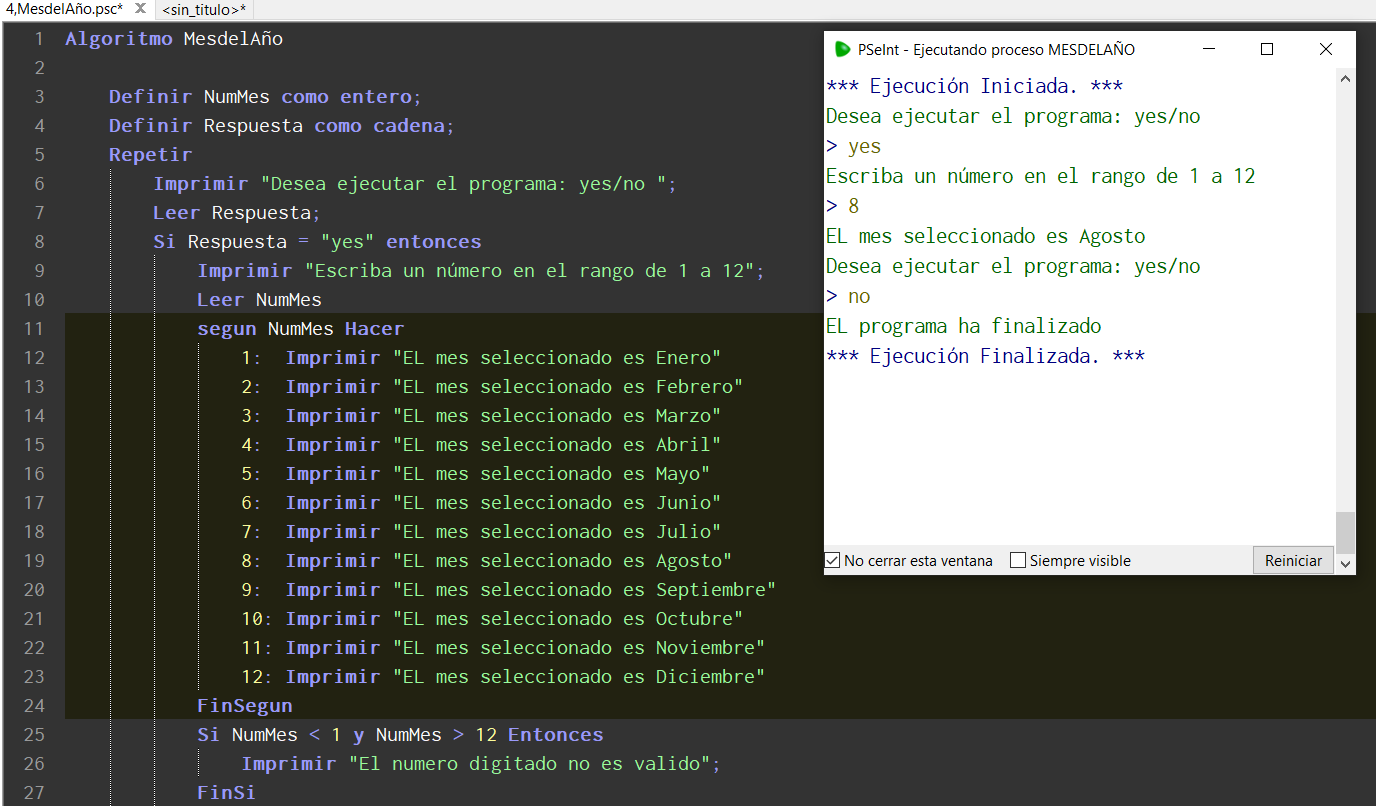 4,MesdelAño.psc* X <sin_titulo>*
1 Algoritmo MesdelAño
2
3 Definir NumMes como entero;
4 Definir Respuesta como cadena;
5 Repetir
6 Imprimir "Desea ejecutar el programa: yes/no ";
7 Leer Respuesta;
8 Si Respuesta = "yes" entonces
9 Imprimir "Escriba un número en el rango de 1 a 12";
10 Leer NumMes
11 segun NumMes Hacer
12 1: Imprimir "EL mes seleccionado es Enero"
13 2: Imprimir "EL mes seleccionado es Febrero"
14 3: Imprimir "EL mes seleccionado es Marzo"
15 4: Imprimir "EL mes seleccionado es Abril"
16 5: Imprimir "EL mes seleccionado es Mayo"
17 6: Imprimir "EL mes seleccionado es Junio"
18 7: Imprimir "EL mes seleccionado es Julio"
19 8: Imprimir "EL mes seleccionado es Agosto"
20 9: Imprimir "EL mes seleccionado es Septiembre"
21 10: Imprimir "EL mes seleccionado es Octubre"
22 11: Imprimir "EL mes seleccionado es Noviembre"
23 12: Imprimir "EL mes seleccionado es Diciembre"
24 FinSegun
25 Si NumMes < 1 y NumMes > 12 Entonces
26 Imprimir "El numero digitado no es valido";
27 FinSi
PSeInt - Ejecutando proceso MESDELAÑO
*** Ejecución Iniciada. ***
Desea ejecutar el programa: yes/no
> yes
Escriba un número en el rango de 1 a 12
> 8
EL mes seleccionado es Agosto
Desea ejecutar el programa: yes/no
> no
EL programa ha finalizado
*** Ejecución Finalizada. ***
No cerrar esta ventana Siempre visible Reiniciar